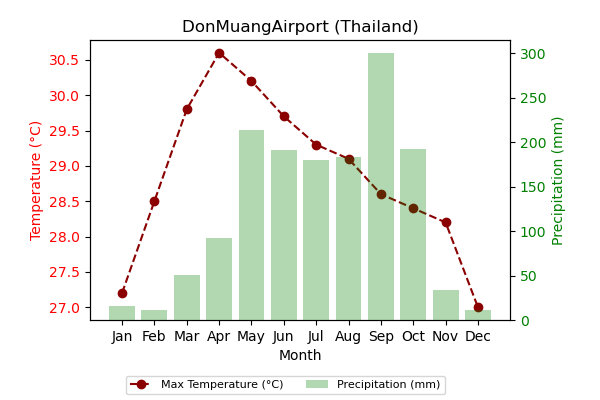 DonMuangAirport (Thailand)
Temperature (°C)
30.5
30.0
29.5
29.0
28.5
28.0
27.5
27.0
300
250
200
150
100
50
0
Precipitation (mm)
Jan Feb Mar Apr May Jun Jul Aug Sep Oct Nov Dec
Month
Max Temperature (°C) Precipitation (mm)